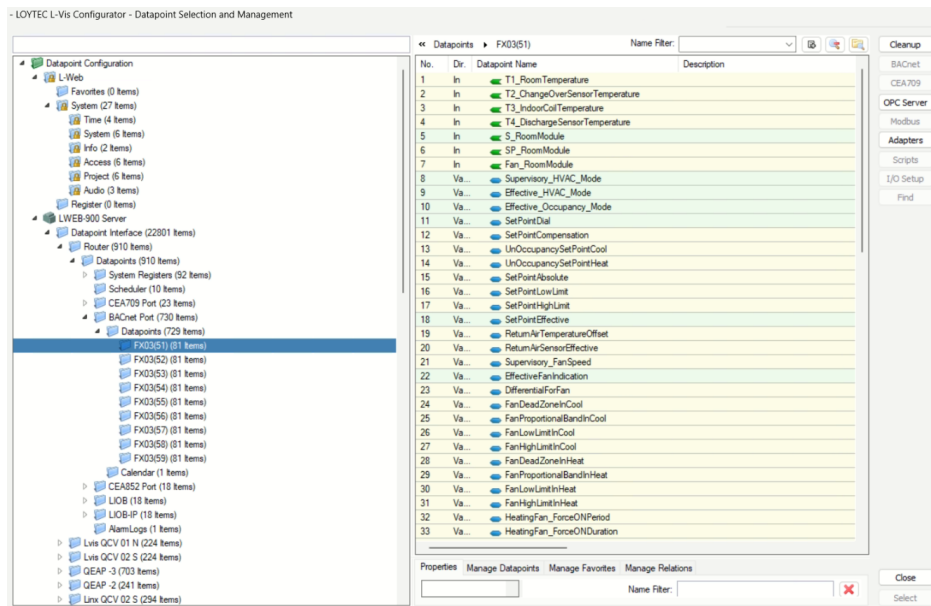 - LOYTEC L-Vis Configurator - Datapoint Selection and Management
« Datapoints FX03(51) Name Filter:
Datapoint Configuration
L-Web
Favorites (0 Items)
System (27 Items)
Time (4 Items)
System (6 Items)
Info (2 Items)
Access (6 Items)
Project (6 Items)
Audio (3 Items)
Register (0 Items)
LWEB-900 Server
Datapoint Interface (22801 Items)
Router (910 Items)
Datapoints (910 Items)
System Registers (92 Items)
Scheduler (10 Items)
CEA709 Port (23 Items)
BACnet Port (730 Items)
Datapoints (729 Items)
FX03(51) (81 Items)
FX03(52) (81 Items)
FX03(53) (81 Items)
FX03(54) (81 Items)
FX03(55) (81 Items)
FX03(56) (81 Items)
FX03(57) (81 Items)
FX03(58) (81 Items)
FX03(59) (81 Items)
Calendar (1 Items)
CEA852 Port (18 Items)
LIOB (18 Items)
LIOB-IP (18 Items)
AlarmLogs (1 Items)
Lvis QCV 01 N (224 Items)
Lvis QCV 02 S (224 Items)
QEAP -3 (703 Items)
QEAP -2 (241 Items)
Linx QCV 02 S (294 Items)
No. Dir. Datapoint Name Description
1 In T1_RoomTemperature
2 In T2_ChangeOverSensorTemperature
3 In T3_IndoorCoilTemperature
4 In T4_DischargeSensorTemperature
5 In S_RoomModule
6 In SP_RoomModule
7 In Fan_RoomModule
8 Va... Supervisory_HVAC_Mode
9 Va... Effective_HVAC_Mode
10 Va... Effective_Occupancy_Mode
11 Va... SetPointDial
12 Va... SetPointCompensation
13 Va... UnOccupancySetPointCool
14 Va... UnOccupancySetPointHeat
15 Va... SetPointAbsolute
16 Va... SetPointLowLimit
17 Va... SetPointHighLimit
18 Va... SetPointEffective
19 Va... ReturnAirTemperatureOffset
20 Va... ReturnAirSensorEffective
21 Va... Supervisory_FanSpeed
22 Va... EffectiveFanIndication
23 Va... DifferentialForFan
24 Va... FanDeadZoneInCool
25 Va... FanProportionalBandInCool
26 Va... FanLowLimitInCool
27 Va... FanHighLimitInCool
28 Va... FanDeadZoneInHeat
29 Va... FanProportionalBandInHeat
30 Va... FanLowLimitInHeat
31 Va... FanHighLimitInHeat
32 Va... HeatingFan_ForceONPeriod
33 Va... HeatingFan_ForceONDuration
Properties Manage Datapoints Manage Favorites Manage Relations
Name Filter:
Cleanup
BACnet
CEA709
OPC Server
Modbus
Adapters
Scripts
I/O Setup
Find
Close
Select